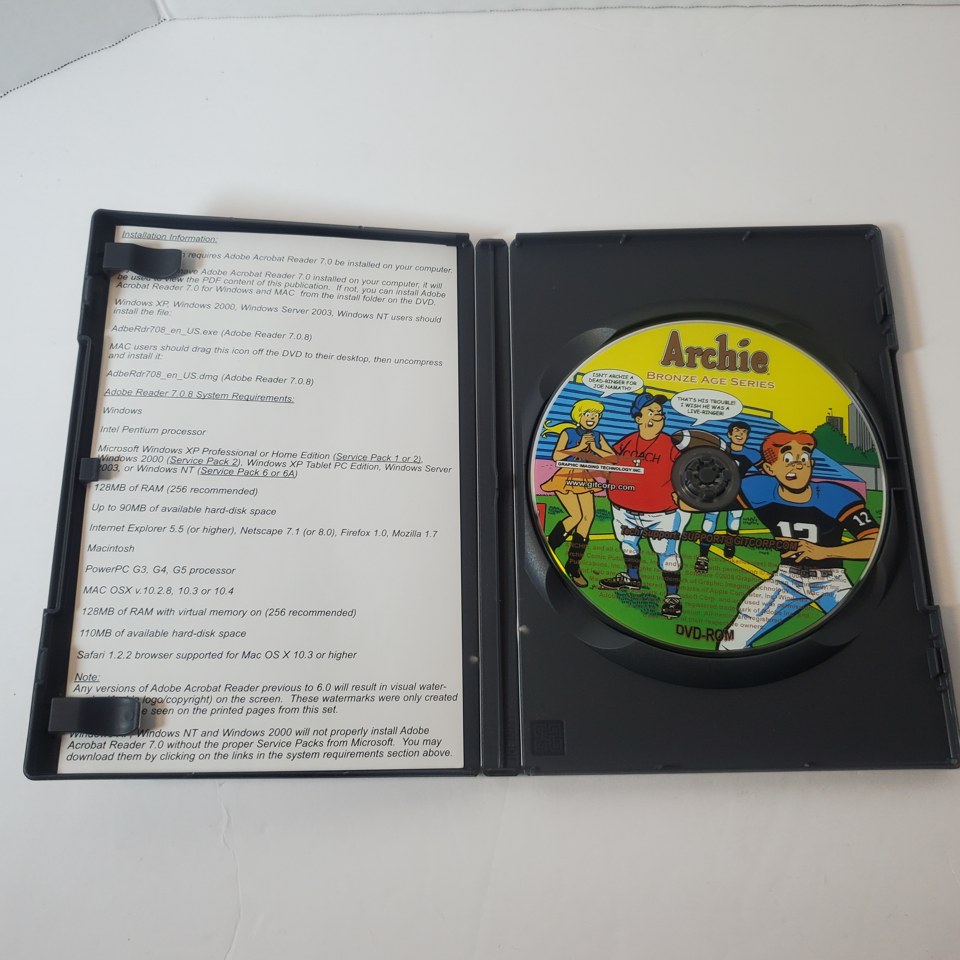 Installation Information:
requires Adobe Acrobat Reader 7.0 be installed on your computer.
have Adobe Acrobat Reader 7.0 installed on your computer, it will
be used to view the PDF content of this publication. If not, you can install Adobe
Acrobat Reader 7.0 for Windows and MAC from the install folder on the DVD.
Windows XP, Windows 2000, Windows Server 2003, Windows NT users should
install the file:
AdbeRdr708_en_US.exe (Adobe Reader 7.0.8)
MAC users should drag this icon off the DVD to their desktop, then uncompress
and install it:
AdbeRdr708_en_US.dmg (Adobe Reader 7.0.8)
Adobe Reader 7.0.8 System Requirements:
Windows
Intel Pentium processor
Microsoft Windows XP Professional or Home Edition (Service Pack 1 or 2),
Windows 2000 (Service Pack 2), Windows XP Tablet PC Edition, Windows Server
2003, or Windows NT (Service Pack 6 or 6A)
128MB of RAM (256 recommended)
Up to 90MB of available hard-disk space
Internet Explorer 5.5 (or higher), Netscape 7.1 (or 8.0), Firefox 1.0, Mozilla 1.7
Macintosh
PowerPC G3, G4, G5 processor
MAC OSX v.10.2.8, 10.3 or 10.4
128MB of RAM with virtual memory on (256 recommended)
110MB of available hard-disk space
Safari 1.2.2 browser supported for Mac OS X 10.3 or higher
Note:
Any versions of Adobe Acrobat Reader previous to 6.0 will result in visual water-
logo/copyright) on the screen. These watermarks were only created
seen on the printed pages from this set.
Windows NT and Windows 2000 will not properly install Adobe
Acrobat Reader 7.0 without the proper Service Packs from Microsoft. You may
download them by clicking on the links in the system requirements section above.
Archie
BRONZE AGE SERIES
ISN'T ARCHIE A
DEAD-RINGER FOR
JOE NAMATH?
THAT'S HIS TROUBLE!
I WISH HE WAS A
LIVE-RINGER!
COACH
GRAPHIC IMAGING TECHNOLOGY INC.
www.gitcorp.com
12
12
Tech Support: SUPPORT@GITCORP.COM
DVD-ROM